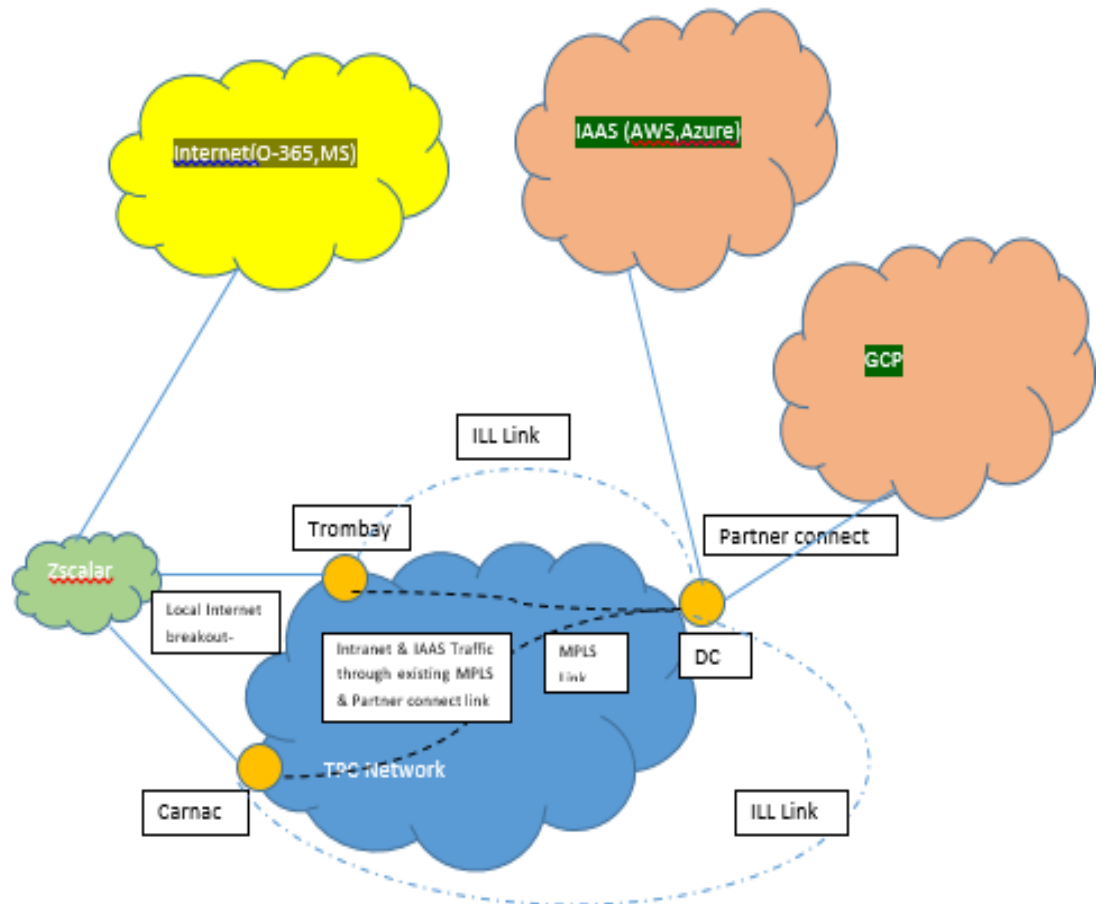 Internet(O-365,MS)
IAAS (AWS,Azure)
GCP
ILL Link
Trombay
Partner connect
Zscalar
Local Internet
breakout-
Intranet & IAAS Traffic
through existing MPLS
& Partner connect link
MPLS
Link
DC
TPC Network
Carnac
ILL Link